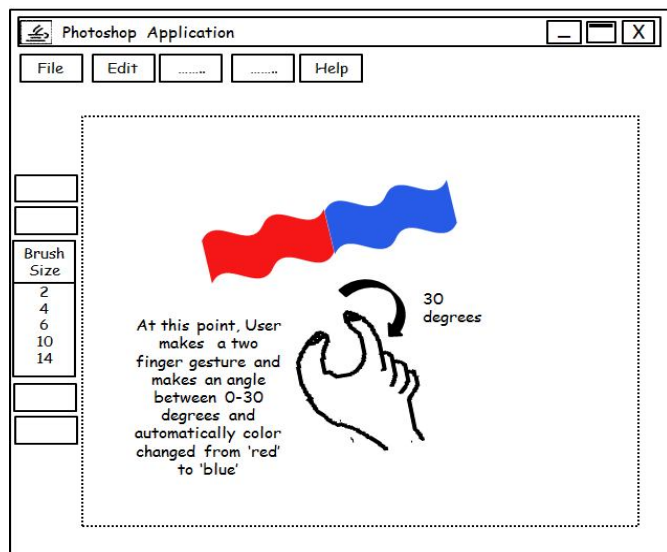 Photoshop Application
X
File
Edit
........
........
Help
Brush
Size
2
4
6
10
14
30
degrees
At this point, User
makes a two
finger gesture and
makes an angle
between 0-30
degrees and
automatically color
changed from ‘red’
to ‘blue’